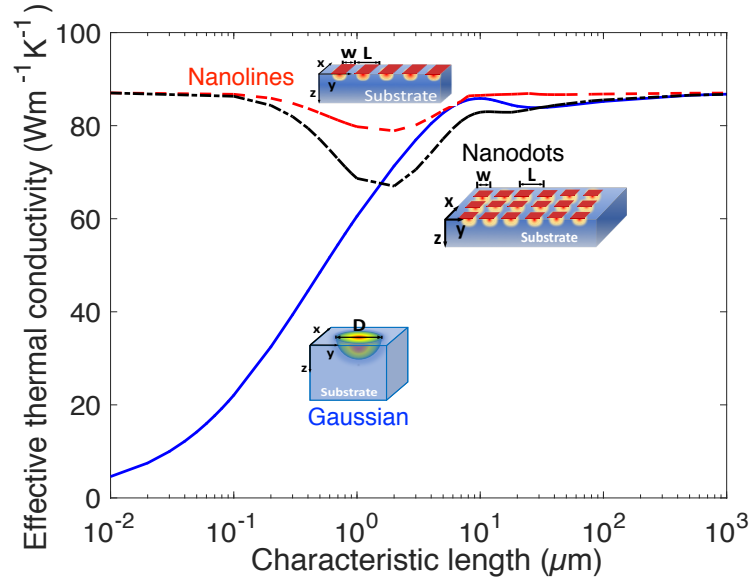 Effective thermal conductivity (Wm⁻¹K⁻¹)
100
80
60
40
20
0
10⁻²
10⁻¹
10⁰
10¹
10²
10³
Characteristic length (μm)
Nanolines
x
w
L
y
z
Substrate
Nanodots
w
L
x
y
z
Substrate
D
x
y
z
Substrate
Gaussian